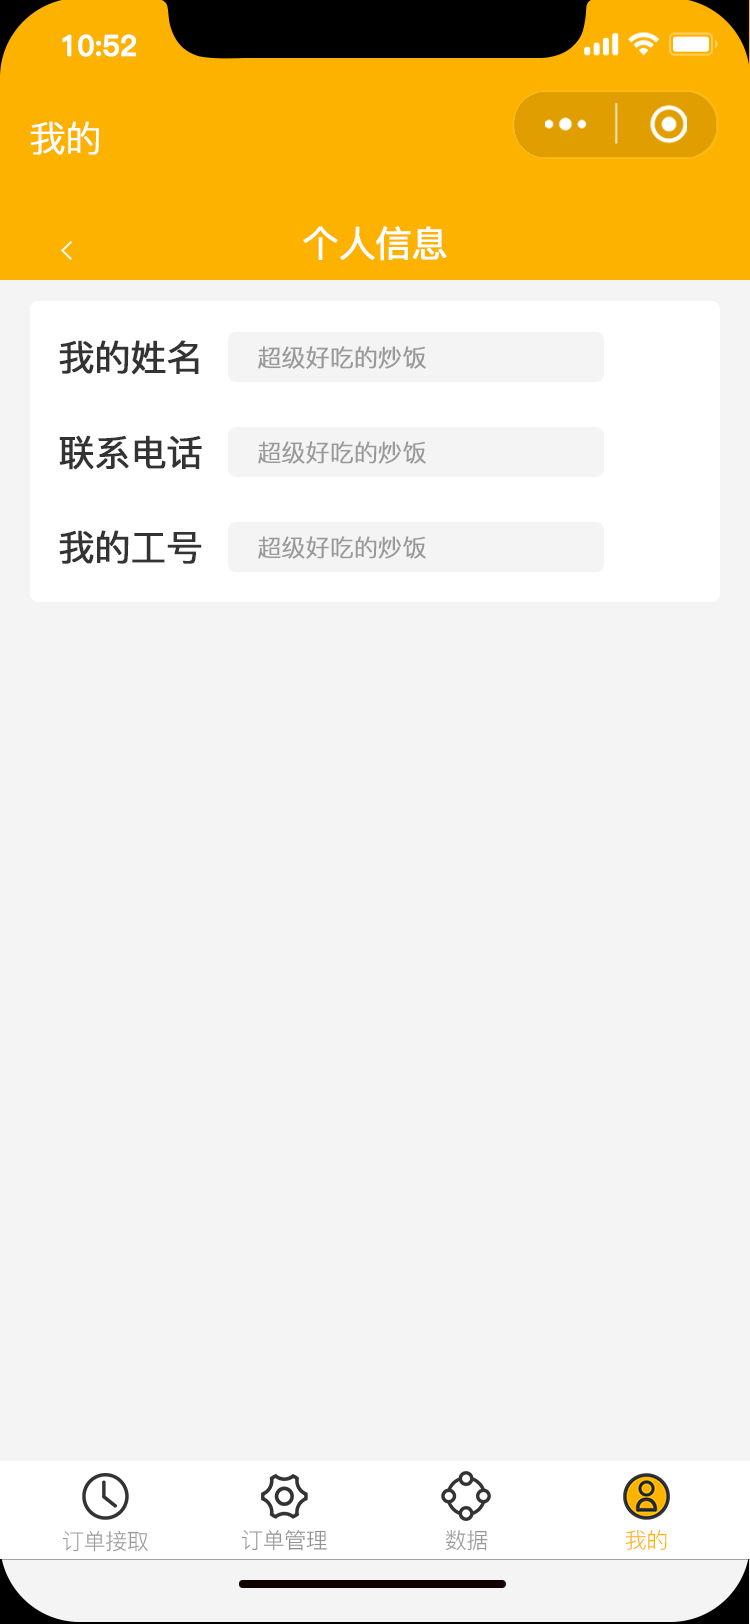 10:52
我的
个人信息
我的姓名 超级好吃的炒饭
联系电话 超级好吃的炒饭
我的工号 超级好吃的炒饭
订单接取 订单管理 数据 我的